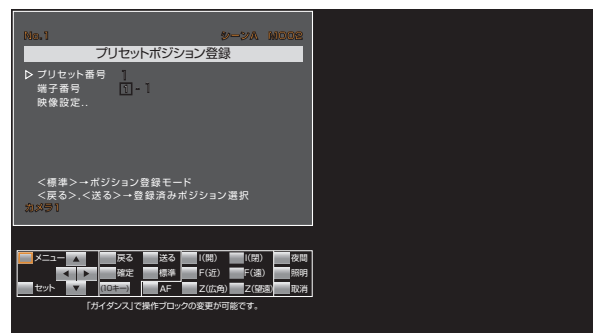 No.1 シーンA M002
プリセットポジション登録
▷ プリセット番号 1
端子番号 1 - 1
映像設定..
<標準>→ポジション登録モード
<戻る>,<送る>→登録済みポジション選択
カメラ1
メニュー ▲ 戻る 送る I(開) I(閉) 夜間
◀ ▶ 確定 標準 F(近) F(遠) 照明
セット ▼ (10キー) AF Z(広角) Z(望遠) 取消
「ガイダンス」で操作ブロックの変更が可能です。